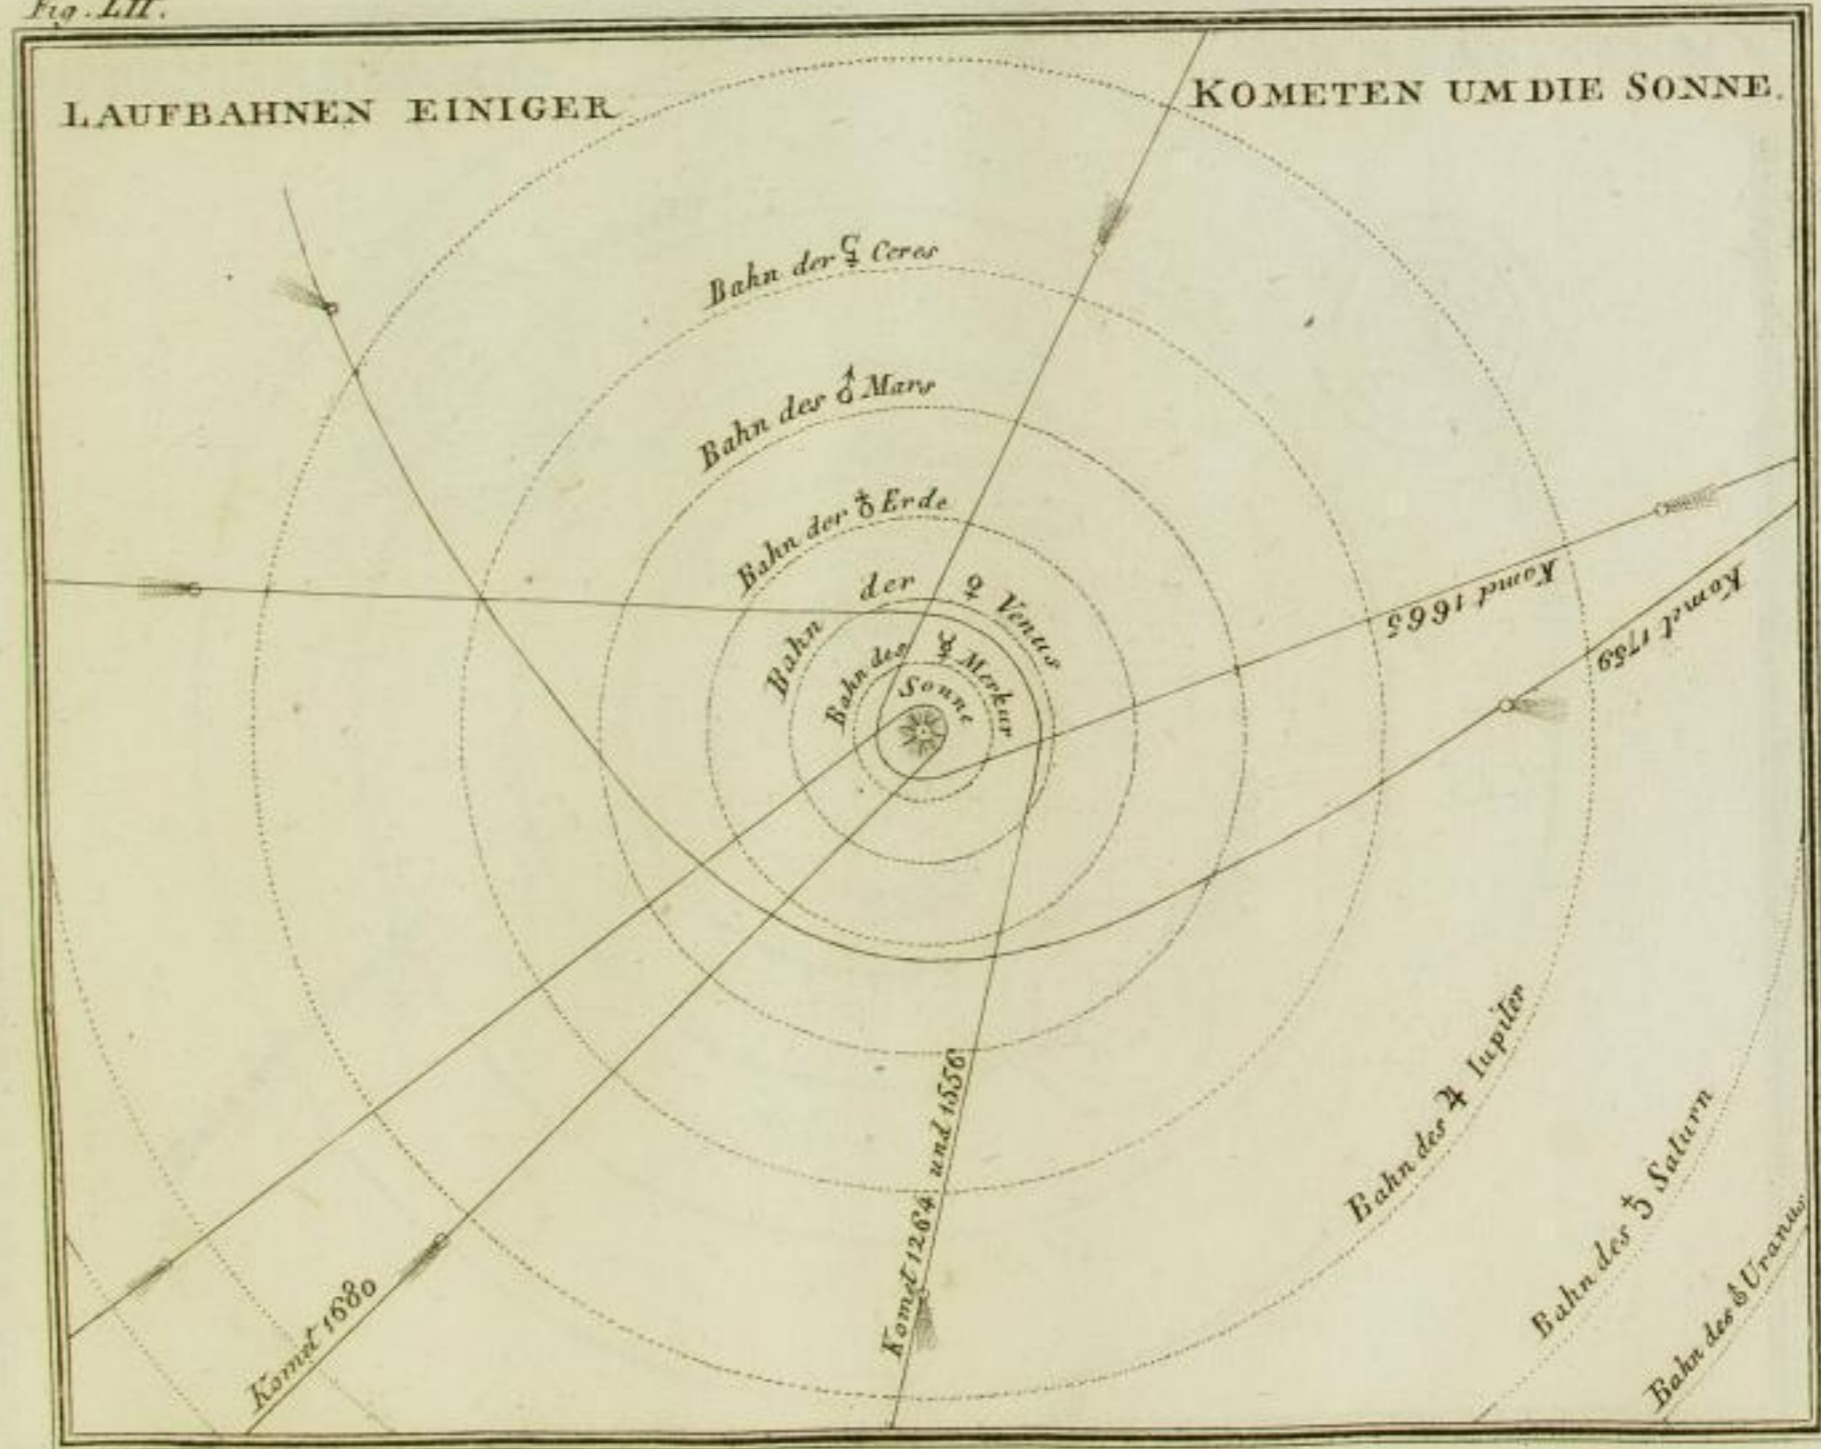 Fig. LII.
LAUFBAHNEN EINIGER KOMETEN UM DIE SONNE.
Bahn der ⚳ Ceres
Bahn des ♂ Mars
Bahn der ♁ Erde
Bahn der ♀ Venus
Bahn des ☿ Merkur
Sonne
Komet 1665
Komet 1759
Komet 1264 und 1556
Komet 1680
Bahn des ♃ Iupiter
Bahn des ♄ Saturn
Bahn des ♅ Uranus